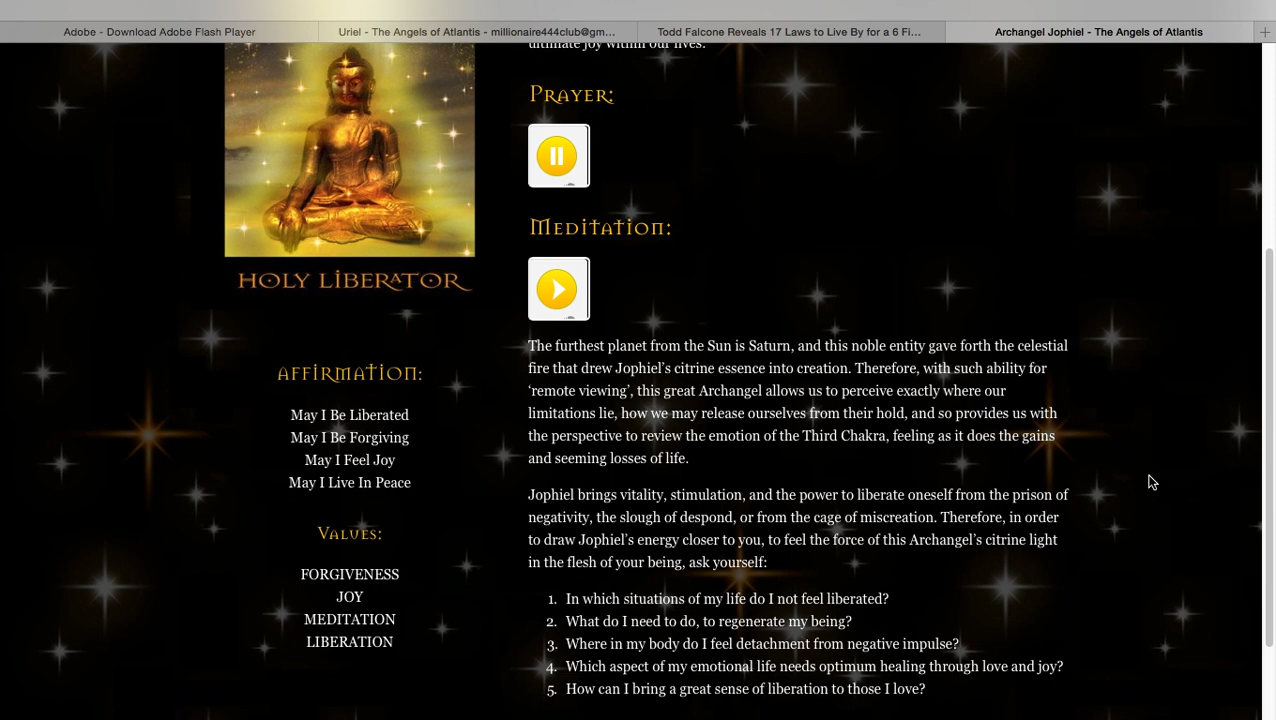 Adobe - Download Adobe Flash Player
Uriel - The Angels of Atlantis - millionaire444club@gm...
Todd Falcone Reveals 17 Laws to Live By for a 6 Fi...
Archangel Jophiel - The Angels of Atlantis
ultimate joy within our lives.
HOLY LIBERATOR
AFFIRMATION:
May I Be Liberated
May I Be Forgiving
May I Feel Joy
May I Live In Peace
Values:
FORGIVENESS
JOY
MEDITATION
LIBERATION
Prayer:
Meditation:
The furthest planet from the Sun is Saturn, and this noble entity gave forth the celestial
fire that drew Jophiel's citrine essence into creation. Therefore, with such ability for
‘remote viewing’, this great Archangel allows us to perceive exactly where our
limitations lie, how we may release ourselves from their hold, and so provides us with
the perspective to review the emotion of the Third Chakra, feeling as it does the gains
and seeming losses of life.
Jophiel brings vitality, stimulation, and the power to liberate oneself from the prison of
negativity, the slough of despond, or from the cage of miscreation. Therefore, in order
to draw Jophiel's energy closer to you, to feel the force of this Archangel's citrine light
in the flesh of your being, ask yourself:
1. In which situations of my life do I not feel liberated?
2. What do I need to do, to regenerate my being?
3. Where in my body do I feel detachment from negative impulse?
4. Which aspect of my emotional life needs optimum healing through love and joy?
5. How can I bring a great sense of liberation to those I love?